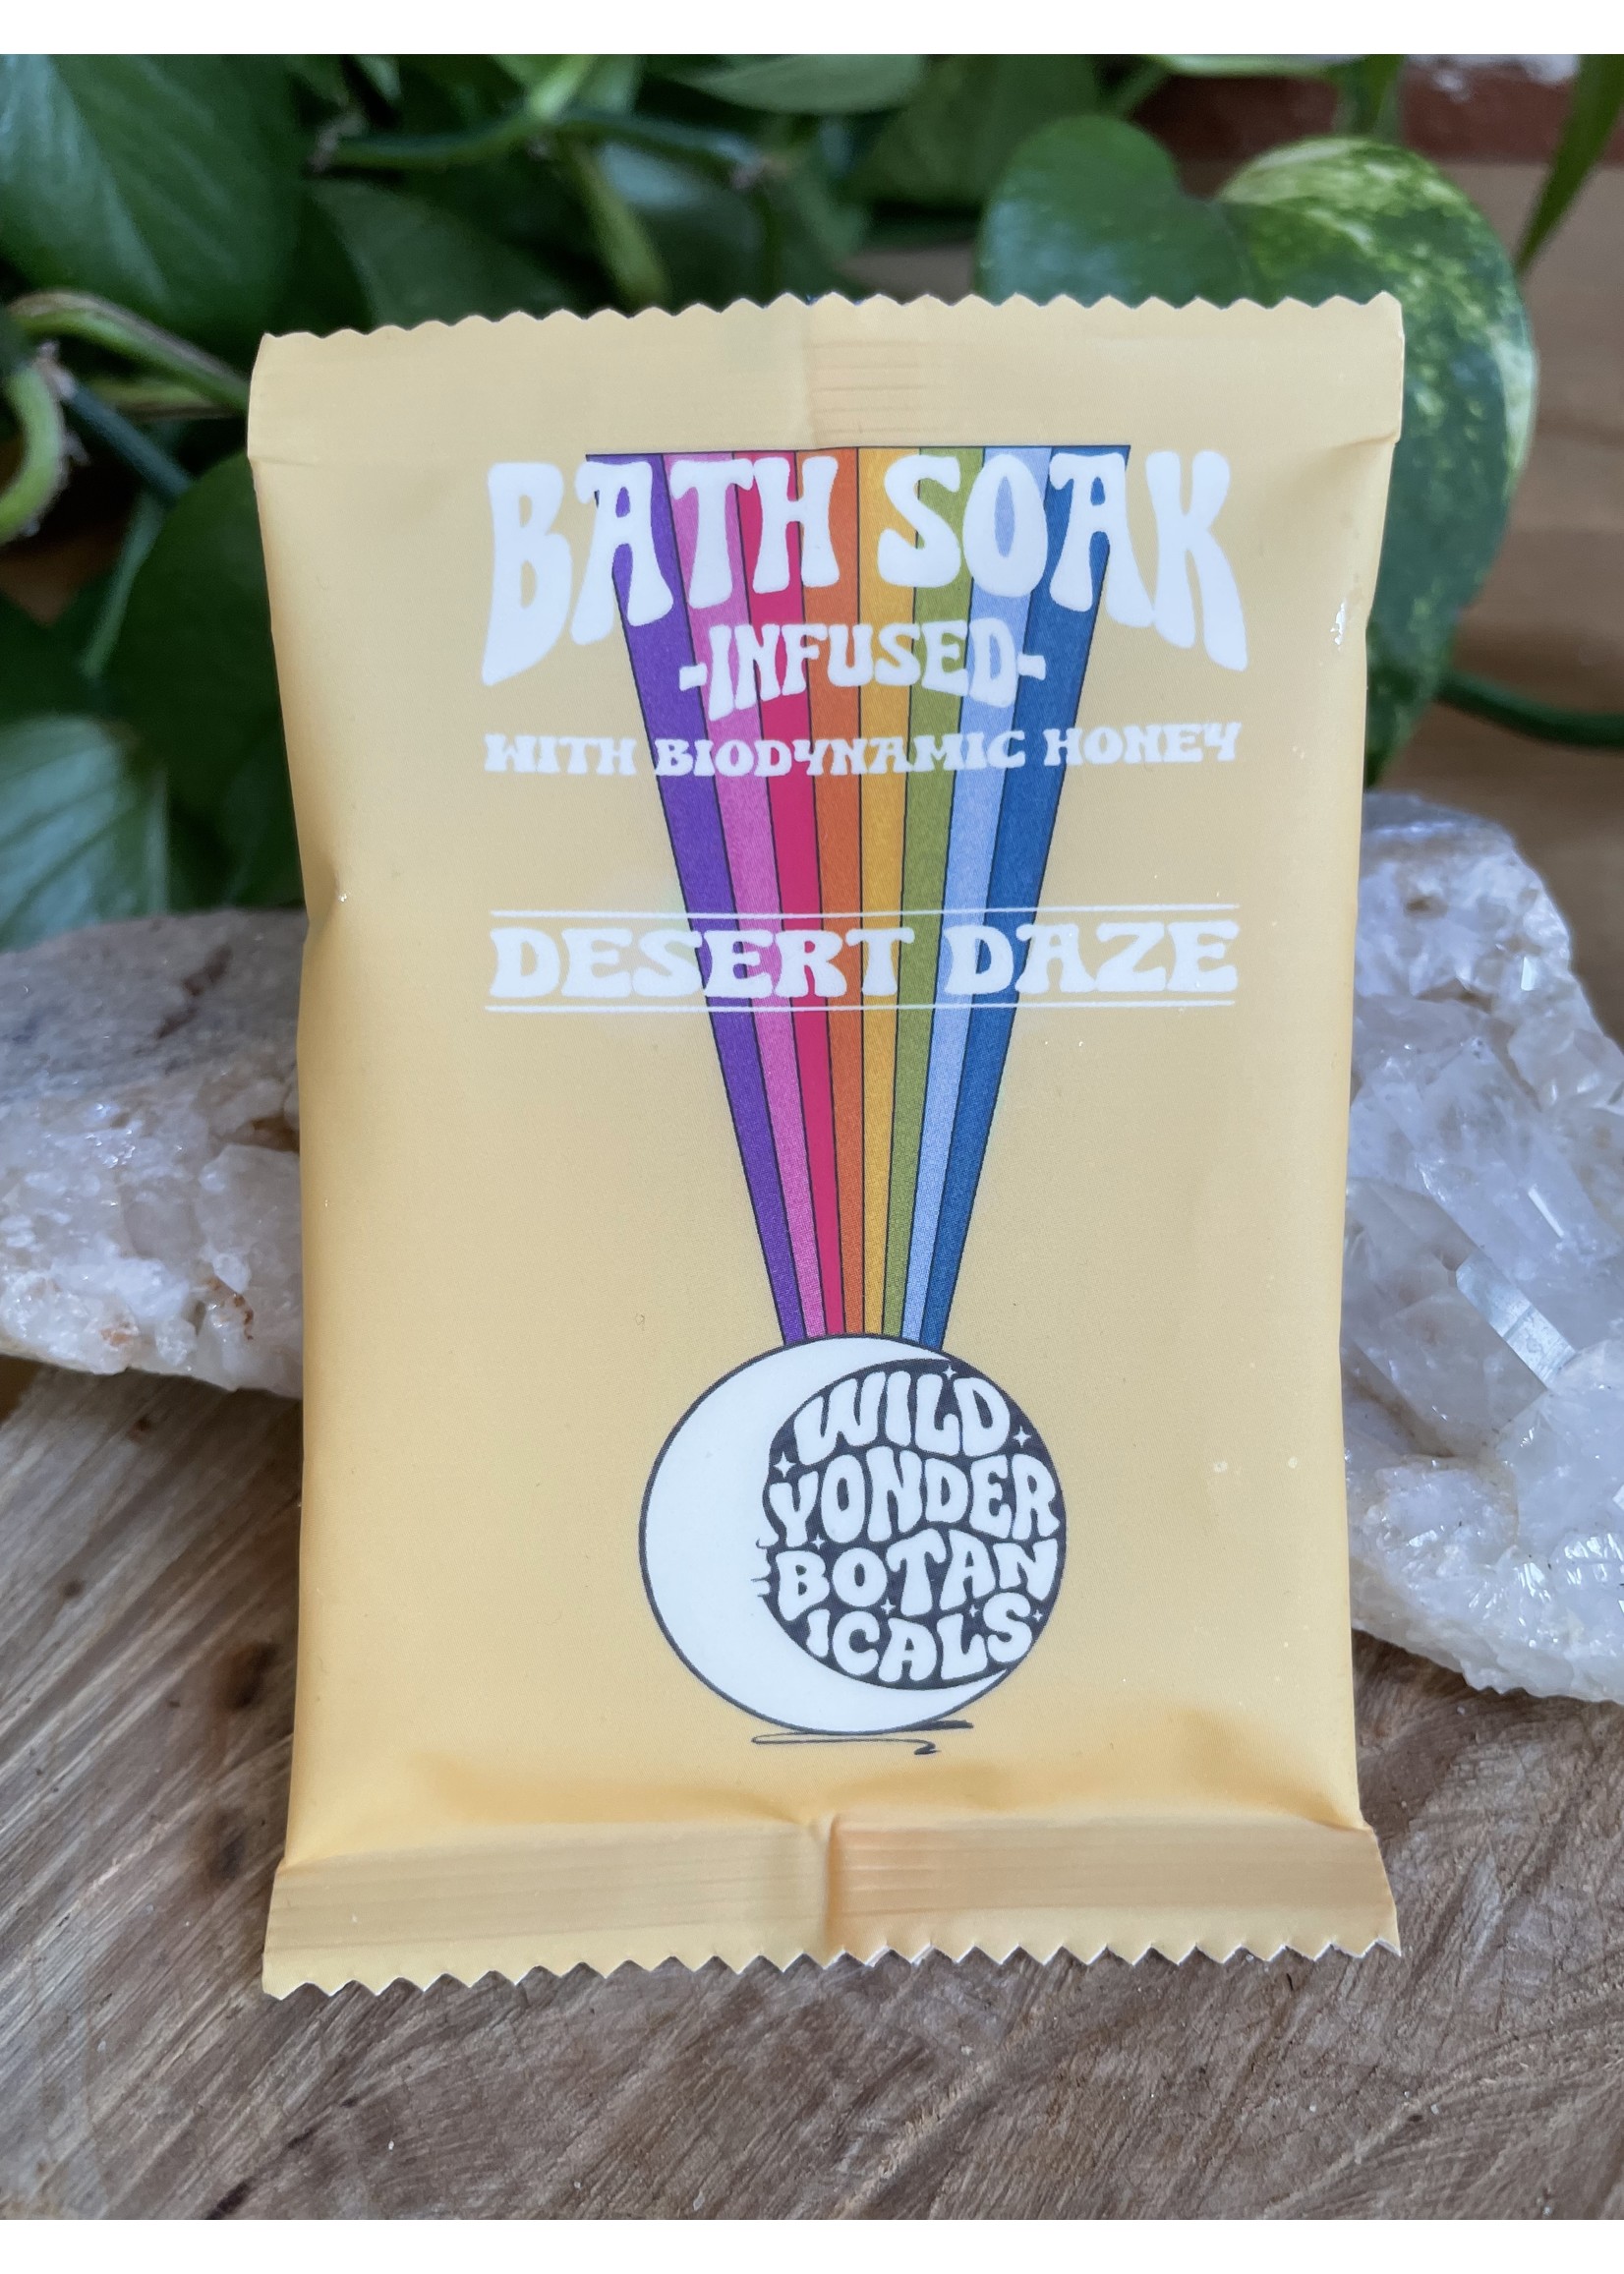 BATH SOAK
-INFUSED-
WITH BIODYNAMIC HONEY
DESERT DAZE
WILD
YONDER
BOTAN
ICALS